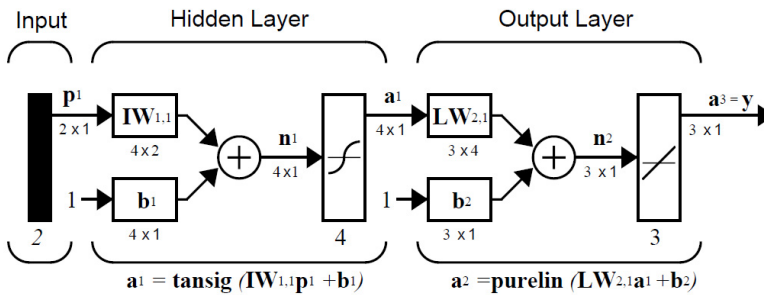 Input Hidden Layer Output Layer
p1 a1 a3 = y
IW1,1 n1 LW2,1 n2
2 x 1 4 x 1 3 x 1
4 x 2 4 x 1 3 x 4 3 x 1
1 b1 1 b2
2 4 x 1 4 3 x 1 3
a1 = tansig (IW1,1p1 +b1) a2 =purelin (LW2,1a1 +b2)